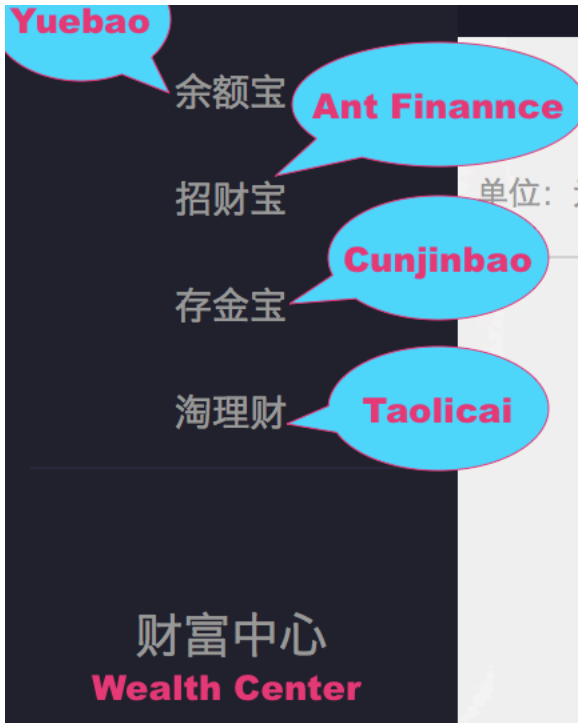 Yuebao
余额宝
Ant Finannce
招财宝
单位：
Cunjinbao
存金宝
淘理财
Taolicai
财富中心
Wealth Center